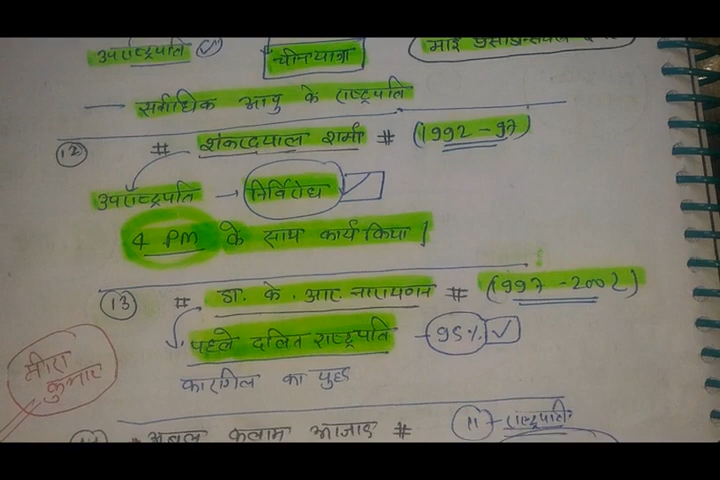 उपराष्ट्रपति चीन यात्रा
सर्वाधिक आयु के राष्ट्रपति
(12) # शंकरदयाल शर्मा # (1992-97)
उपराष्ट्रपति → निर्विरोध
4 PM के साथ कार्य किया |
(13) # डा. के. आर. नारायणन # (1997-2002)
पहले दलित राष्ट्रपति - 95%
कारगिल का युद्ध
मीरा
कुमार
अबुल कलाम आजाद # (11) - राष्ट्रपति